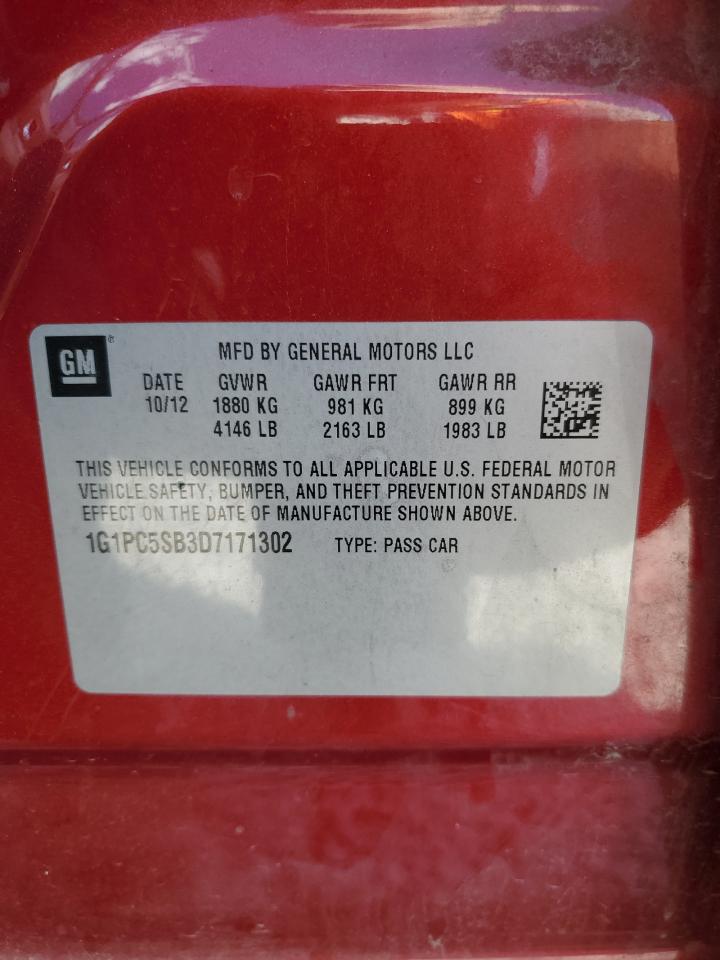 GM®
MFD BY GENERAL MOTORS LLC
DATE GVWR GAWR FRT GAWR RR
10/12 1880 KG 981 KG 899 KG
4146 LB 2163 LB 1983 LB
THIS VEHICLE CONFORMS TO ALL APPLICABLE U.S. FEDERAL MOTOR
VEHICLE SAFETY, BUMPER, AND THEFT PREVENTION STANDARDS IN
EFFECT ON THE DATE OF MANUFACTURE SHOWN ABOVE.
1G1PC5SB3D7171302 TYPE: PASS CAR